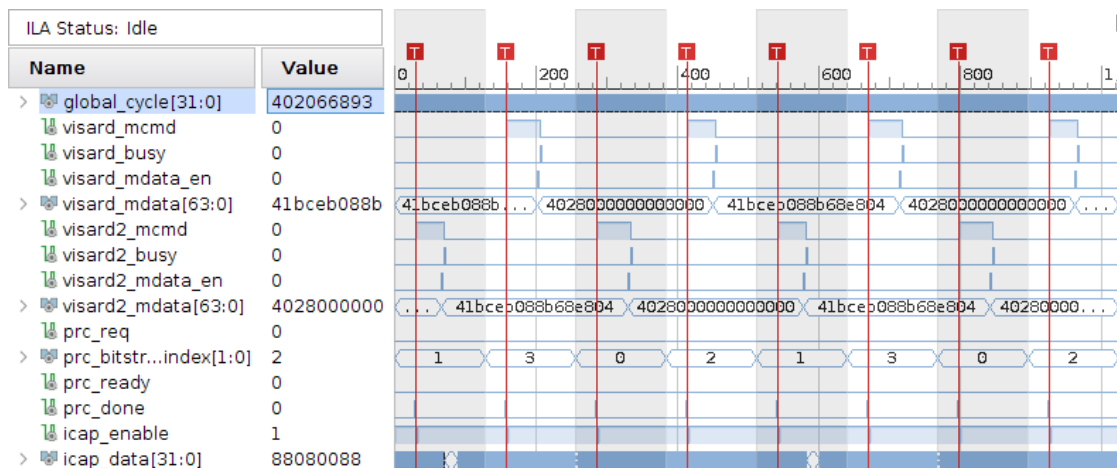 ILA Status: Idle
Name Value
T T T T T T T T
0 200 400 600 800 1
global_cycle[31:0] 402066893
visard_mcmd 0
visard_busy 0
visard_mdata_en 0
visard_mdata[63:0] 41bceb088b 41bceb088b... 4028000000000000 41bceb088b68e804 4028000000000000 ...
visard2_mcmd 0
visard2_busy 0
visard2_mdata_en 0
visard2_mdata[63:0] 4028000000 ... 41bceb088b68e804 4028000000000000 41bceb088b68e804 40280000...
prc_req 0
prc_bitstr...index[1:0] 2 1 3 0 2 1 3 0 2
prc_ready 0
prc_done 0
icap_enable 1
icap_data[31:0] 88080088